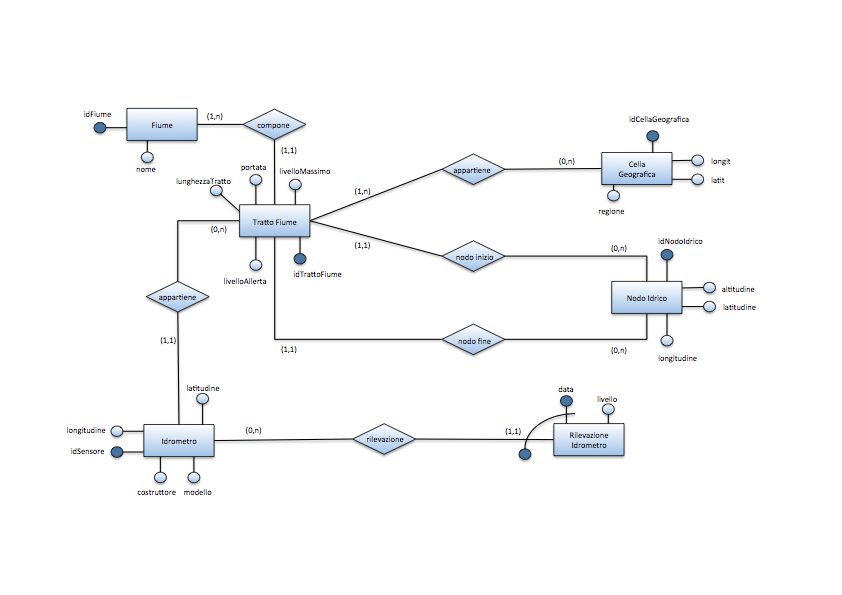 idFiume
Fiume
nome
(1,n)
compone
(1,1)
idCellaGeografica
Cella
Geografica
longit
latit
regione
portata
lunghezzaTratto
livelloMassimo
Tratto Fiume
livelloAllerta
idTrattoFiume
(0,n)
(1,n)
appartiene
(0,n)
(1,1)
nodo inizio
(0,n)
idNodoIdrico
Nodo Idrico
altitudine
latitudine
longitudine
appartiene
(1,1)
(1,1)
nodo fine
(0,n)
latitudine
longitudine
idSensore
Idrometro
costruttore
modello
(0,n)
rilevazione
(1,1)
data
livello
Rilevazione
Idrometro